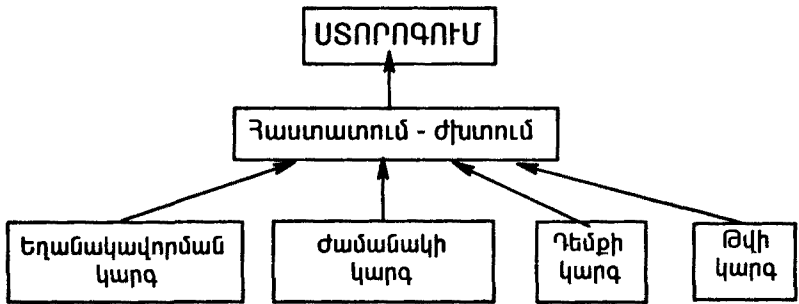 ՍՏՈՐՈԳՈՒՄ
Հաստատում - ժխտում
Եղանակավորման
կարգ
Ժամանակի
կարգ
Դեմքի
կարգ
Թվի
կարգ